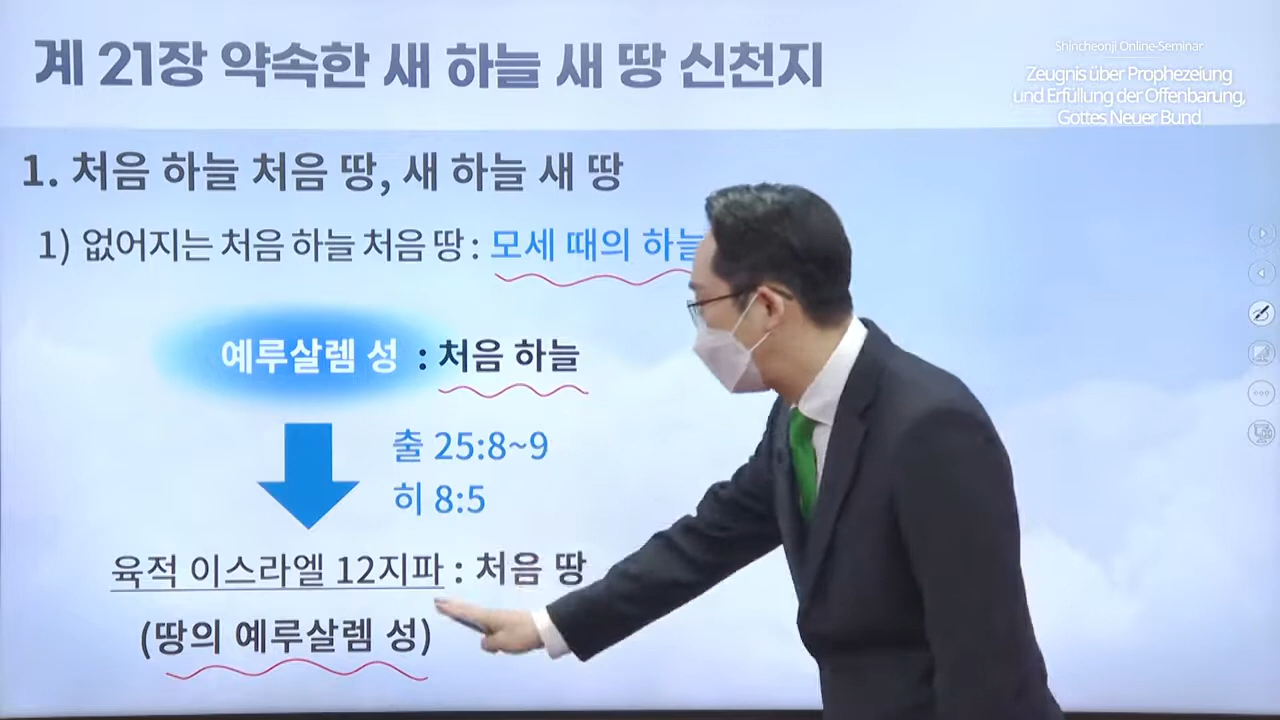 계 21장 약속한 새 하늘 새 땅 신천지
Shincheonji Online-Seminar
Zeugnis über Prophezeiung
und Erfüllung der Offenbarung,
Gottes Neuer Bund
1. 처음 하늘 처음 땅, 새 하늘 새 땅
1) 없어지는 처음 하늘 처음 땅 : 모세 때의 하늘
예루살렘 성 : 처음 하늘
출 25:8~9
히 8:5
육적 이스라엘 12지파 : 처음 땅
(땅의 예루살렘 성)